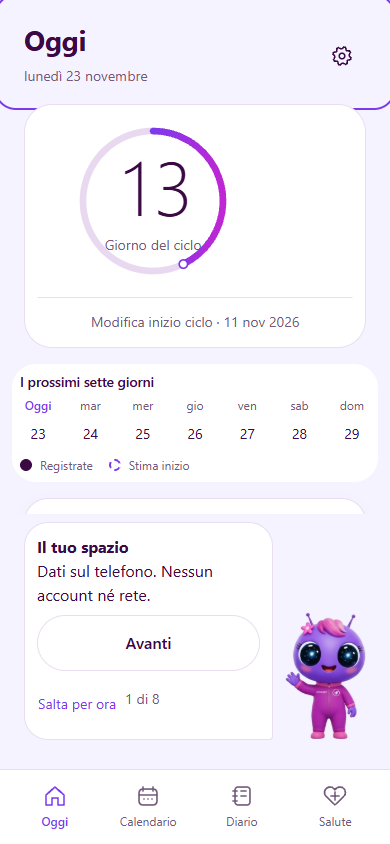 Oggi
lunedì 23 novembre
13
Giorno del ciclo
Modifica inizio ciclo · 11 nov 2026
I prossimi sette giorni
Oggi mar mer gio ven sab dom
23 24 25 26 27 28 29
Registrate Stima inizio
Il tuo spazio
Dati sul telefono. Nessun
account né rete.
Avanti
Salta per ora 1 di 8
Oggi Calendario Diario Salute